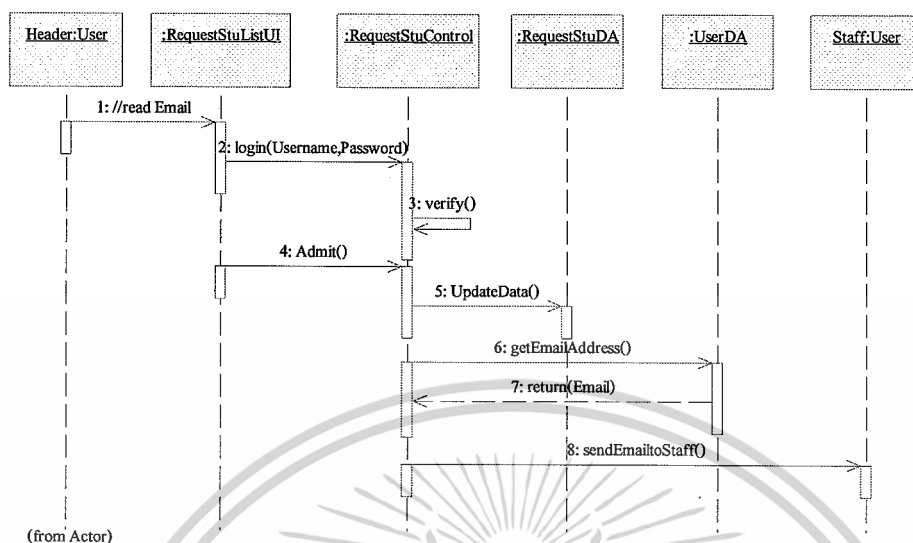 Header:User
:RequestStuListUI
:RequestStuControl
:RequestStuDA
:UserDA
Staff:User
1: //read Email
2: login(Username,Password)
3: verify()
4: Admit()
5: UpdateData()
6: getEmailAddress()
7: return(Email)
8: sendEmailtoStaff()
(from Actor)